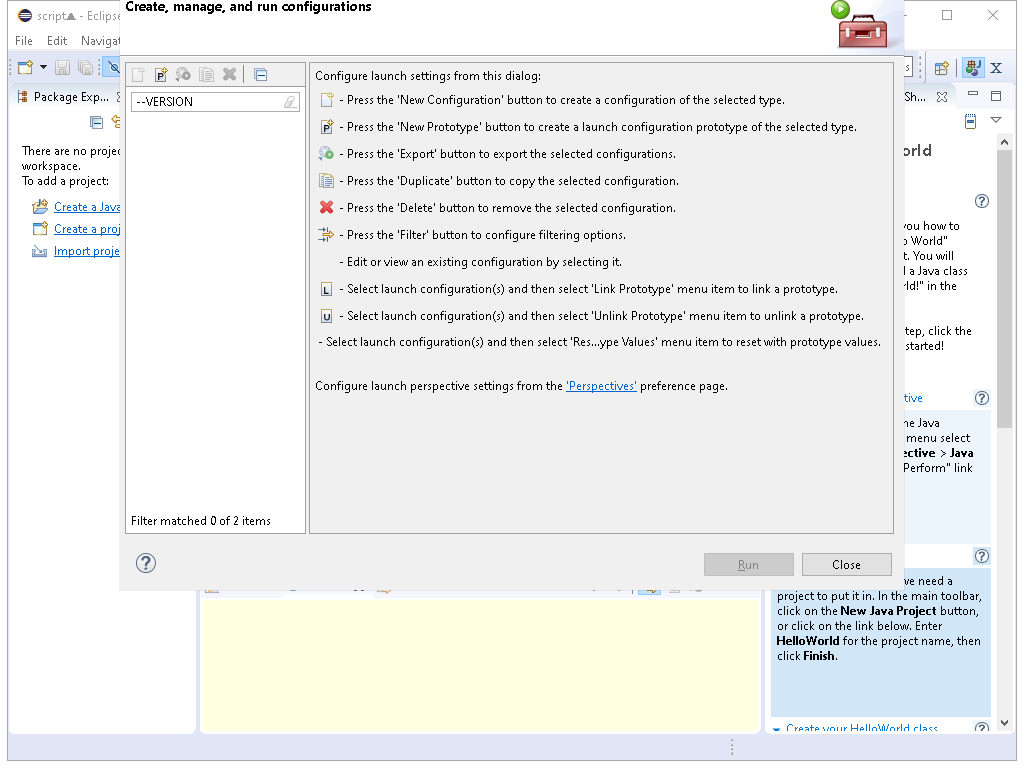 Create, manage, and run configurations
script
- Eclipse
File Edit Navigat
Package Exp...
There are no projec
workspace.
To add a project:
Create a Java
Create a proj
Import proje
--VERSION
Filter matched 0 of 2 items
Configure launch settings from this dialog:
- Press the 'New Configuration' button to create a configuration of the selected type.
P - Press the 'New Prototype' button to create a launch configuration prototype of the selected type.
- Press the 'Export' button to export the selected configurations.
- Press the 'Duplicate' button to copy the selected configuration.
- Press the 'Delete' button to remove the selected configuration.
- Press the 'Filter' button to configure filtering options.
- Edit or view an existing configuration by selecting it.
L - Select launch configuration(s) and then select 'Link Prototype' menu item to link a prototype.
U - Select launch configuration(s) and then select 'Unlink Prototype' menu item to unlink a prototype.
- Select launch configuration(s) and then select 'Res...ype Values' menu item to reset with prototype values.
Configure launch perspective settings from the 'Perspectives' preference page.
Run Close
s
X
Sh...
orld
you how to
o World"
t. You will
l a Java class
rld!" in the
tep, click the
started!
tive
he Java
menu select
ective > Java
Perform" link
we need a
project to put it in. In the main toolbar,
click on the New Java Project button,
or click on the link below. Enter
HelloWorld for the project name, then
click Finish.
Create your HelloWorld class